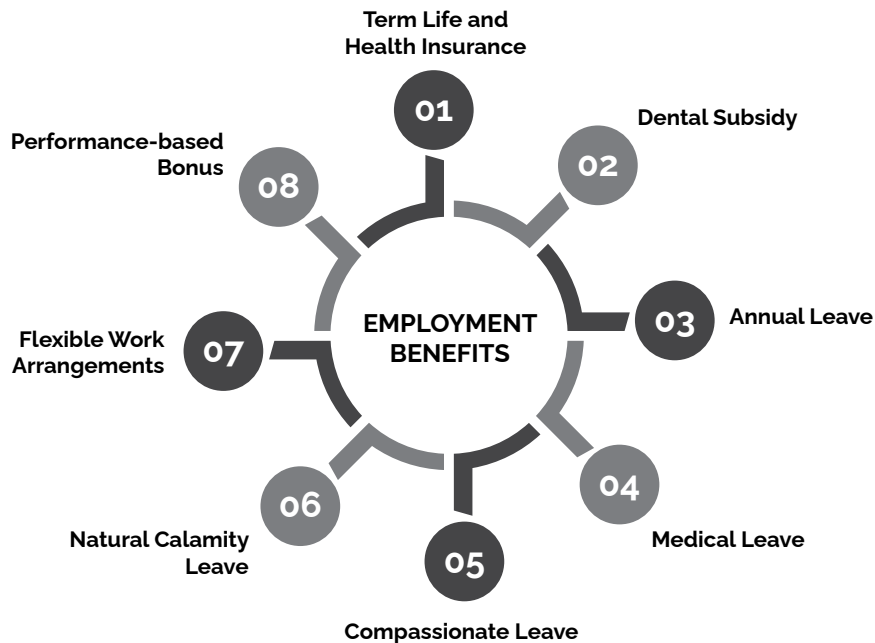 Term Life and
Health Insurance
01
Dental Subsidy
02
Annual Leave
03
Medical Leave
04
Compassionate Leave
05
Natural Calamity
Leave
06
Flexible Work
Arrangements
07
Performance-based
Bonus
08
EMPLOYMENT
BENEFITS